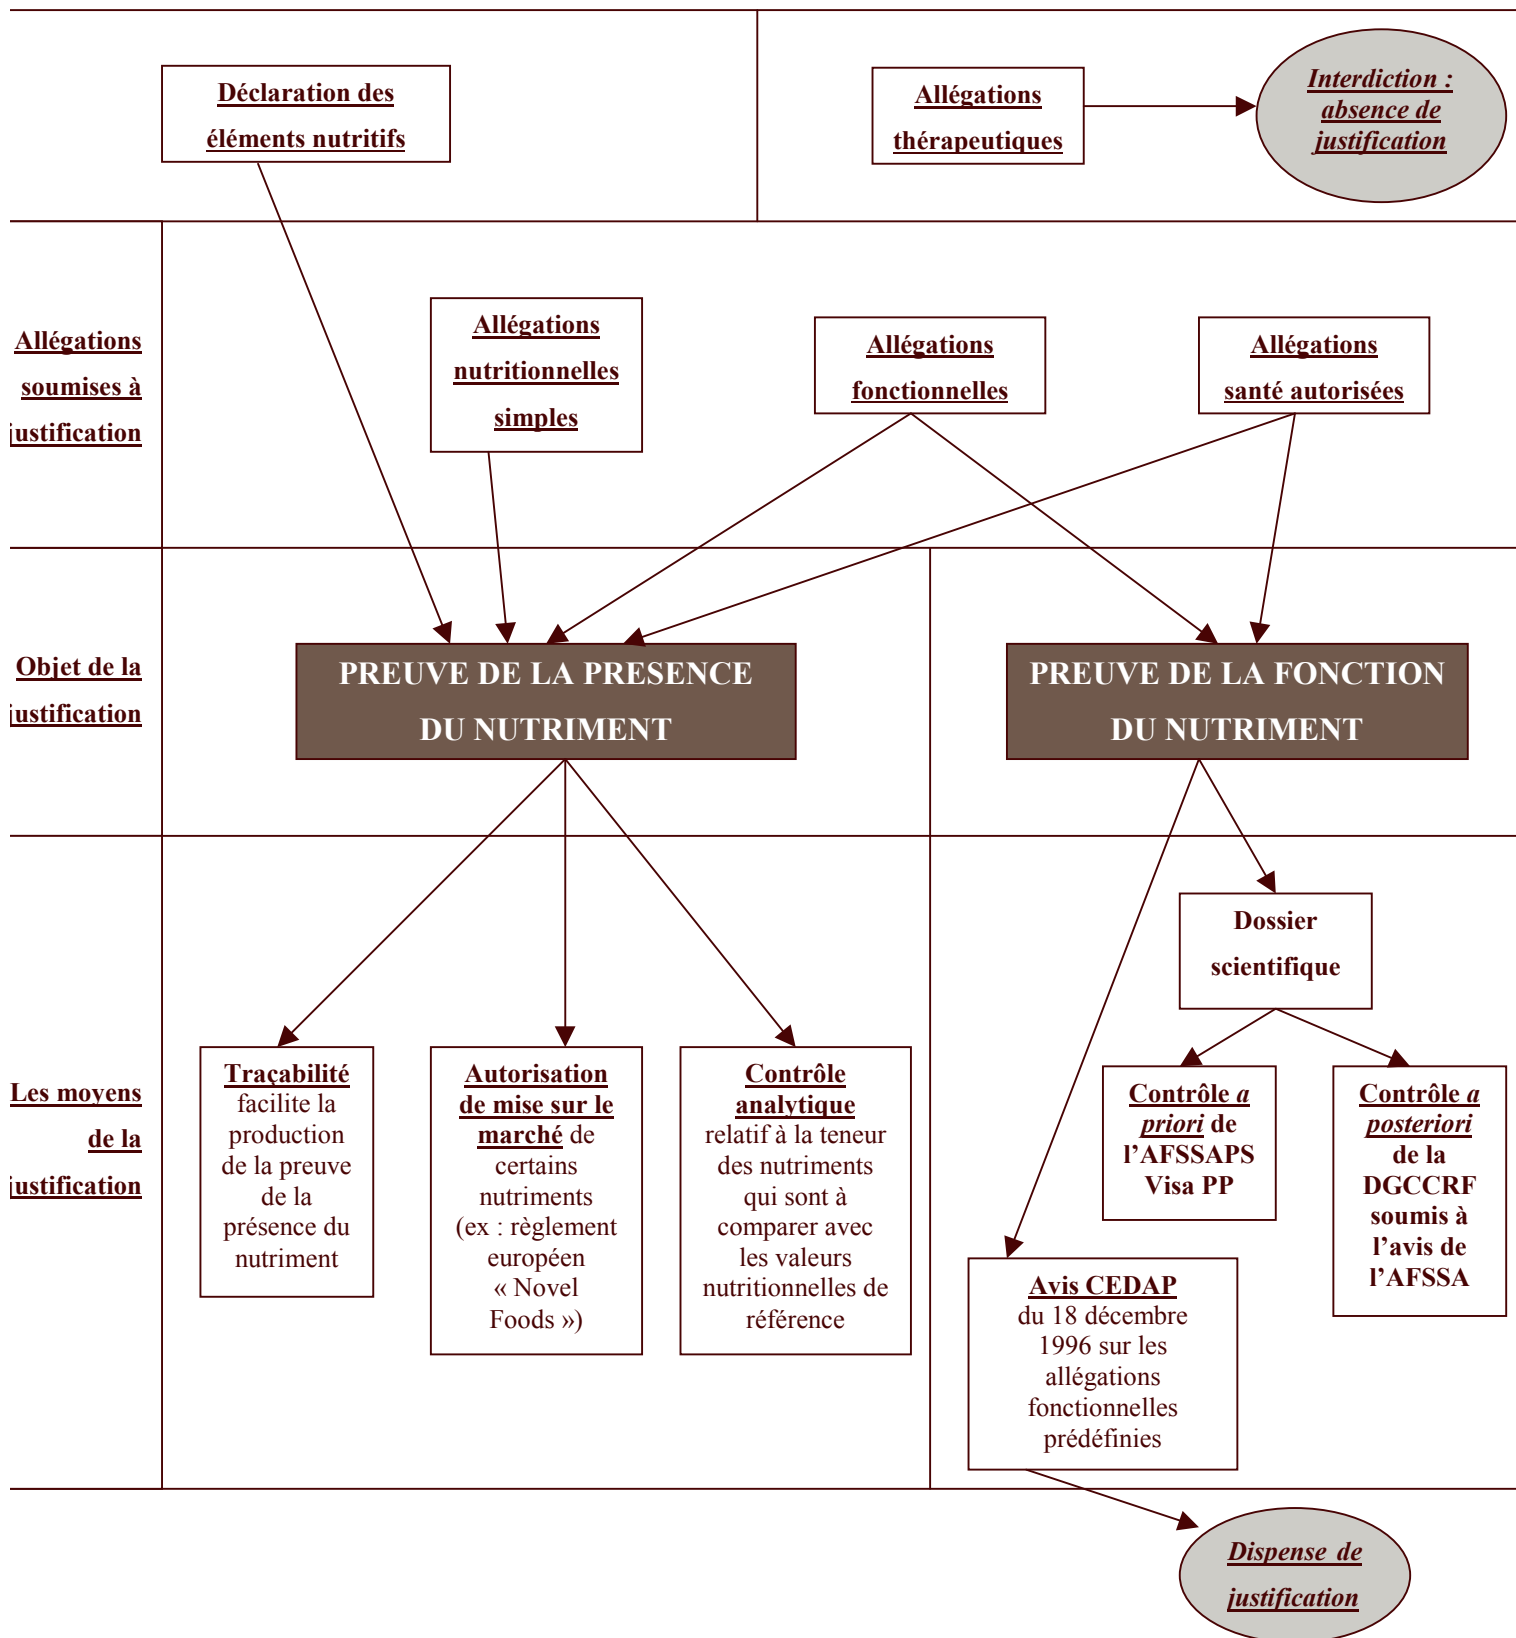 Déclaration des
éléments nutritifs
Allégations
thérapeutiques
Interdiction :
absence de
justification
Allégations
soumises à
justification
Allégations
nutritionnelles
simples
Allégations
fonctionnelles
Allégations
santé autorisées
Objet de la
justification
PREUVE DE LA PRESENCE
DU NUTRIMENT
PREUVE DE LA FONCTION
DU NUTRIMENT
Les moyens
de la
justification
Traçabilité
facilite la
production
de la preuve
de la
présence du
nutriment
Autorisation
de mise sur le
marché de
certains
nutriments
(ex : règlement
européen
« Novel
Foods »)
Contrôle
analytique
relatif à la teneur
des nutriments
qui sont à
comparer avec
les valeurs
nutritionnelles de
référence
Dossier
scientifique
Contrôle a
priori de
l’AFSSAPS
Visa PP
Contrôle a
posteriori
de la
DGCCRF
soumis à
l’avis de
l’AFSSA
Avis CEDAP
du 18 décembre
1996 sur les
allégations
fonctionnelles
prédéfinies
Dispense de
justification